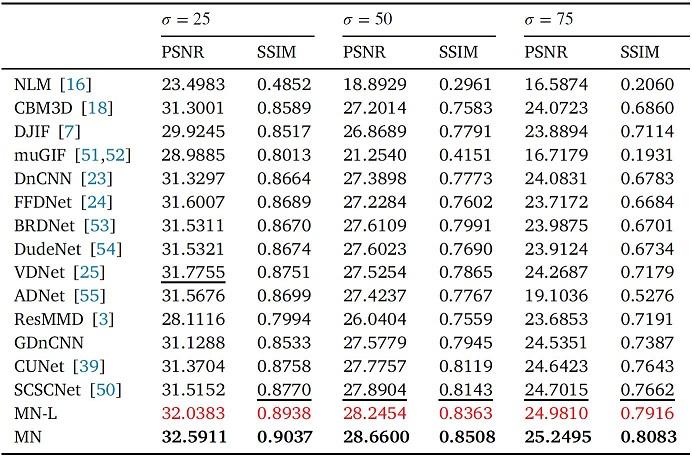 σ = 25 σ = 50 σ = 75
PSNR SSIM PSNR SSIM PSNR SSIM
NLM [16] 23.4983 0.4852 18.8929 0.2961 16.5874 0.2060
CBM3D [18] 31.3001 0.8589 27.2014 0.7583 24.0723 0.6860
DJIF [7] 29.9245 0.8517 26.8689 0.7791 23.8894 0.7114
muGIF [51,52] 28.9885 0.8013 21.2540 0.4151 16.7179 0.1931
DnCNN [23] 31.3297 0.8664 27.3898 0.7773 24.0831 0.6783
FFDNet [24] 31.6007 0.8689 27.2284 0.7602 23.7172 0.6684
BRDNet [53] 31.5311 0.8670 27.6109 0.7991 23.9875 0.6701
DudeNet [54] 31.5321 0.8674 27.6023 0.7690 23.9124 0.6734
VDNet [25] 31.7755 0.8751 27.5254 0.7865 24.2687 0.7179
ADNet [55] 31.5676 0.8699 27.4237 0.7767 19.1036 0.5276
ResMMD [3] 28.1116 0.7994 26.0404 0.7559 23.6853 0.7191
GDnCNN 31.1288 0.8533 27.5779 0.7945 24.5351 0.7387
CUNet [39] 31.3704 0.8758 27.7757 0.8119 24.6423 0.7643
SCSCNet [50] 31.5152 0.8770 27.8904 0.8143 24.7015 0.7662
MN-L 32.0383 0.8938 28.2454 0.8363 24.9810 0.7916
MN 32.5911 0.9037 28.6600 0.8508 25.2495 0.8083